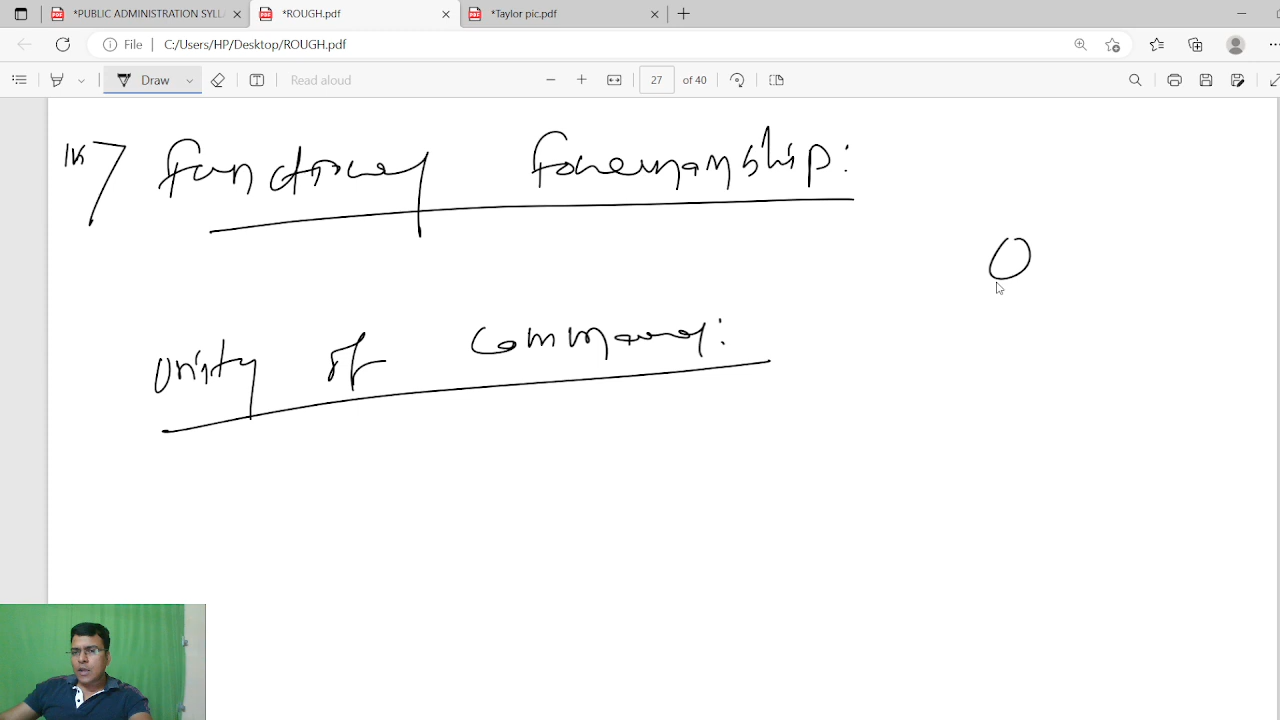 *PUBLIC ADMINISTRATION SYLLA
*ROUGH.pdf
*Taylor pic.pdf
File
C:/Users/HP/Desktop/ROUGH.pdf
Draw
Read aloud
27 of 40
Functional Foremanship:
Unity of Command: